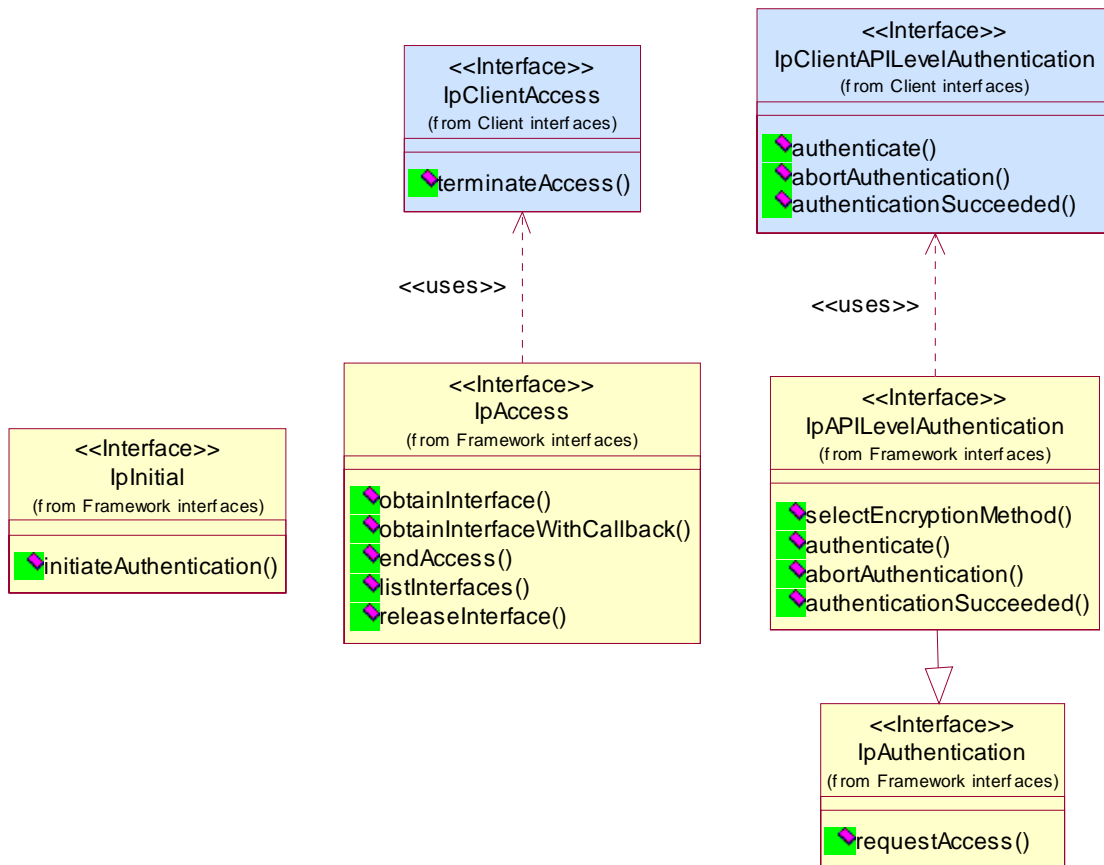 <<Interface>>
IpClientAccess
(from Client interfaces)
terminateAccess()
<<Interface>>
IpClientAPILevelAuthentication
(from Client interfaces)
authenticate()
abortAuthentication()
authenticationSucceeded()
<<uses>>
<<uses>>
<<Interface>>
IpInitial
(from Framework interfaces)
initiateAuthentication()
<<Interface>>
IpAccess
(from Framework interfaces)
obtainInterface()
obtainInterfaceWithCallback()
endAccess()
listInterfaces()
releaseInterface()
<<Interface>>
IpAPILevelAuthentication
(from Framework interfaces)
selectEncryptionMethod()
authenticate()
abortAuthentication()
authenticationSucceeded()
<<Interface>>
IpAuthentication
(from Framework interfaces)
requestAccess()